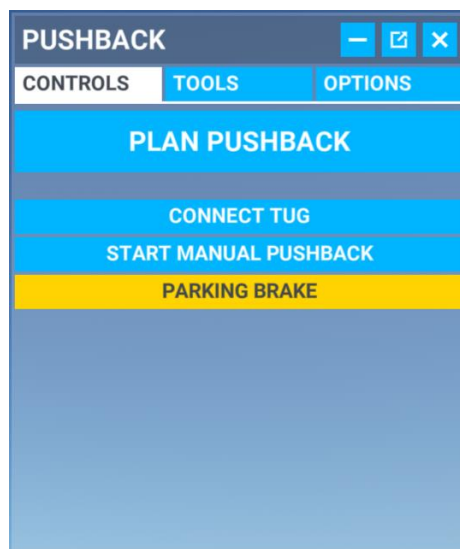 PUSHBACK
CONTROLS TOOLS OPTIONS
PLAN PUSHBACK
CONNECT TUG
START MANUAL PUSHBACK
PARKING BRAKE